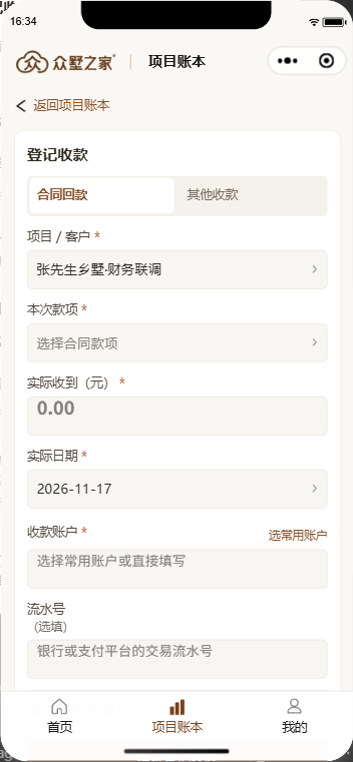 16:34
众墅之家
项目账本
返回项目账本
登记收款
合同回款
其他收款
项目 / 客户 *
张先生乡墅·财务联调
本次款项 *
选择合同款项
实际收到（元） *
0.00
实际日期 *
2026-11-17
收款账户 *
选常用账户
选择常用账户或直接填写
流水号
（选填）
银行或支付平台的交易流水号
首页
项目账本
我的